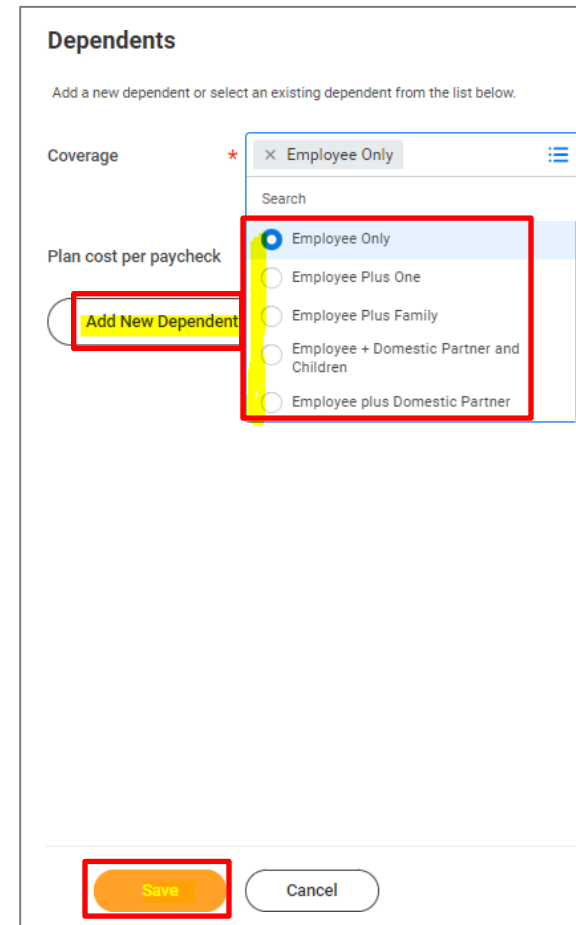 Dependents
Add a new dependent or select an existing dependent from the list below.
Coverage * × Employee Only
Search
Employee Only
Plan cost per paycheck
Employee Plus One
Add New Dependent
Employee Plus Family
Employee + Domestic Partner and
Children
Employee plus Domestic Partner
Save Cancel